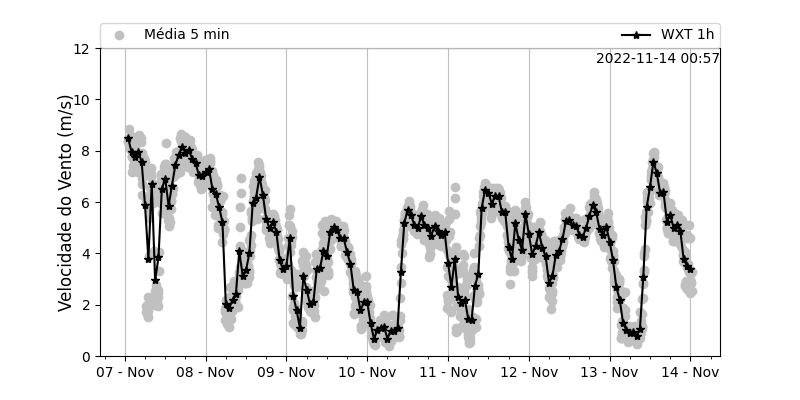 Média 5 min
WXT 1h
2022-11-14 00:57
Velocidade do Vento (m/s)
12
10
8
6
4
2
0
07 - Nov
08 - Nov
09 - Nov
10 - Nov
11 - Nov
12 - Nov
13 - Nov
14 - Nov